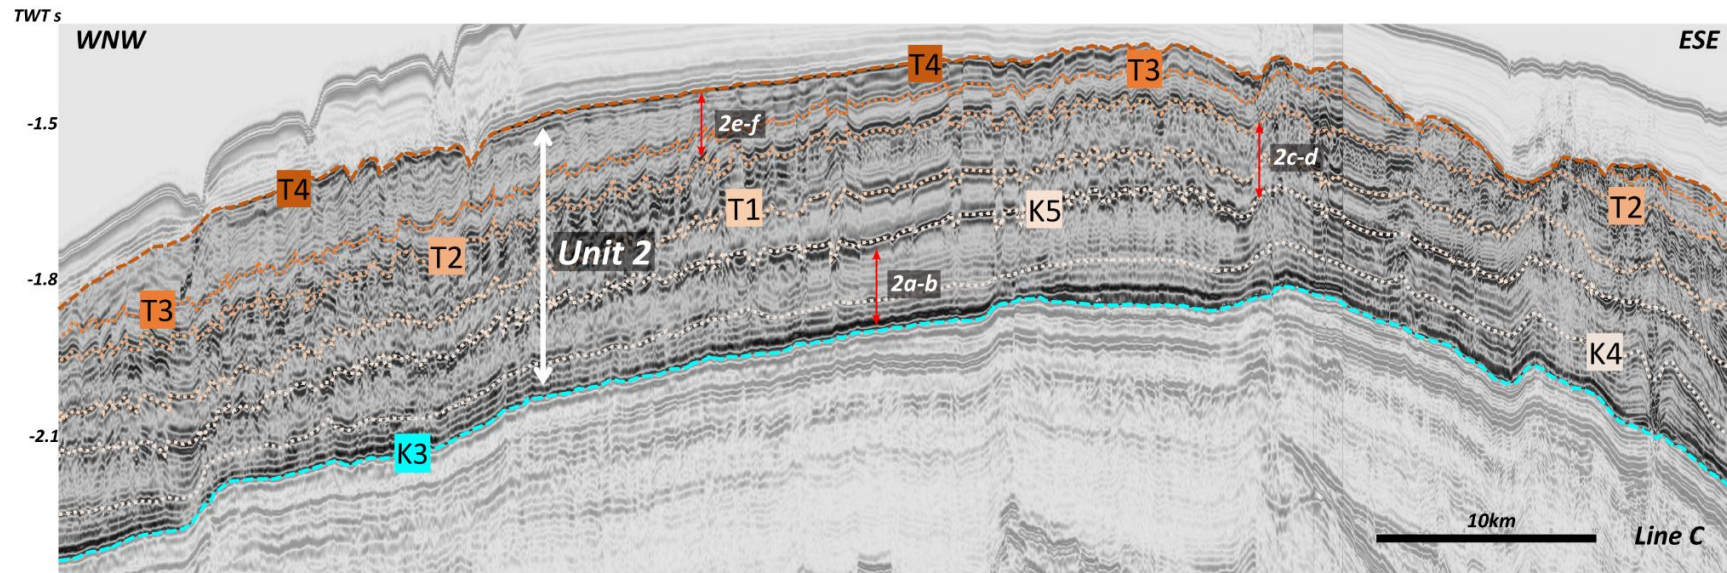 TWT s
WNW
ESE
T4
T3
-1.5
2e-f
2c-d
T4
T1
K5
T2
Unit 2
T2
-1.8
2a-b
T3
K4
-2.1
K3
10km
Line C